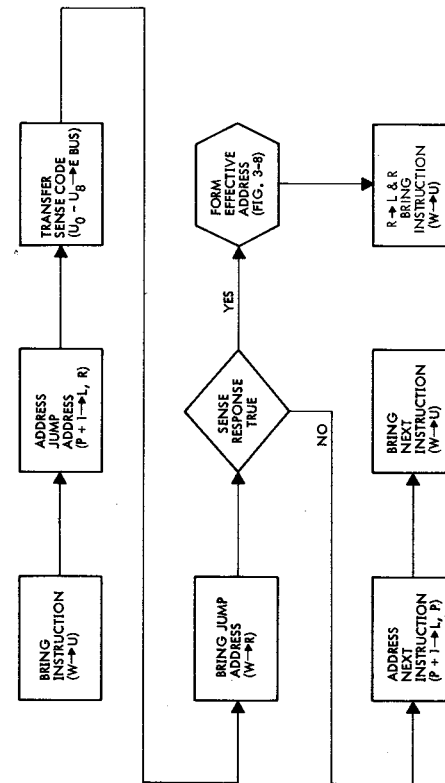 BRING
INSTRUCTION
(W→U)
ADDRESS
JUMP
ADDRESS
(P + 1→L, R)
TRANSFER
SENSE CODE
(U0 - U8→E BUS)
BRING JUMP
ADDRESS
(W→R)
SENSE
RESPONSE
TRUE
YES
NO
FORM
EFFECTIVE
ADDRESS
(FIG. 3-8)
ADDRESS
NEXT
INSTRUCTION
(P + 1→L, P)
BRING
NEXT
INSTRUCTION
(W→U)
R→L & R
BRING
INSTRUCTION
(W→U)